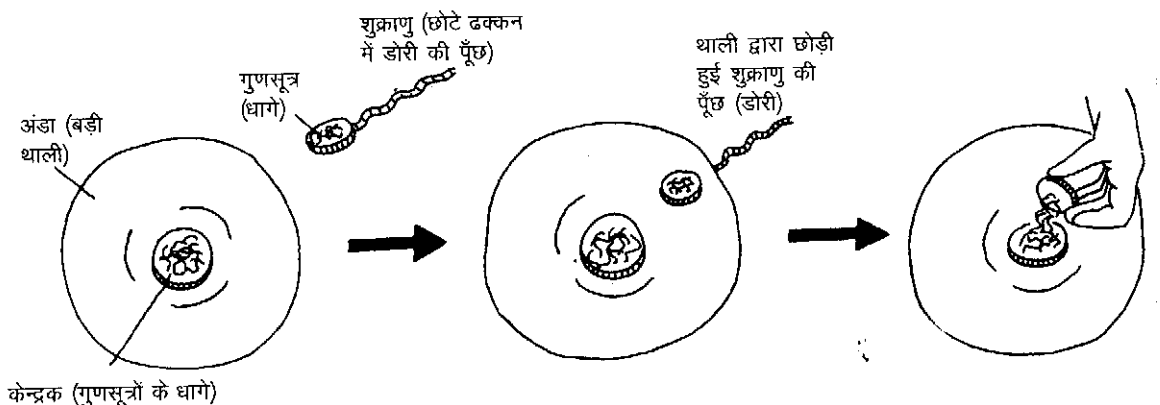 शुक्राणु (छोटे ढक्कन
में डोरी की पूँछ)
गुणसूत्र
(धागे)
अंडा (बड़ी
थाली)
थाली द्वारा छोड़ी
हुई शुक्राणु की
पूँछ (डोरी)
केन्द्रक (गुणसूत्रों के धागे)